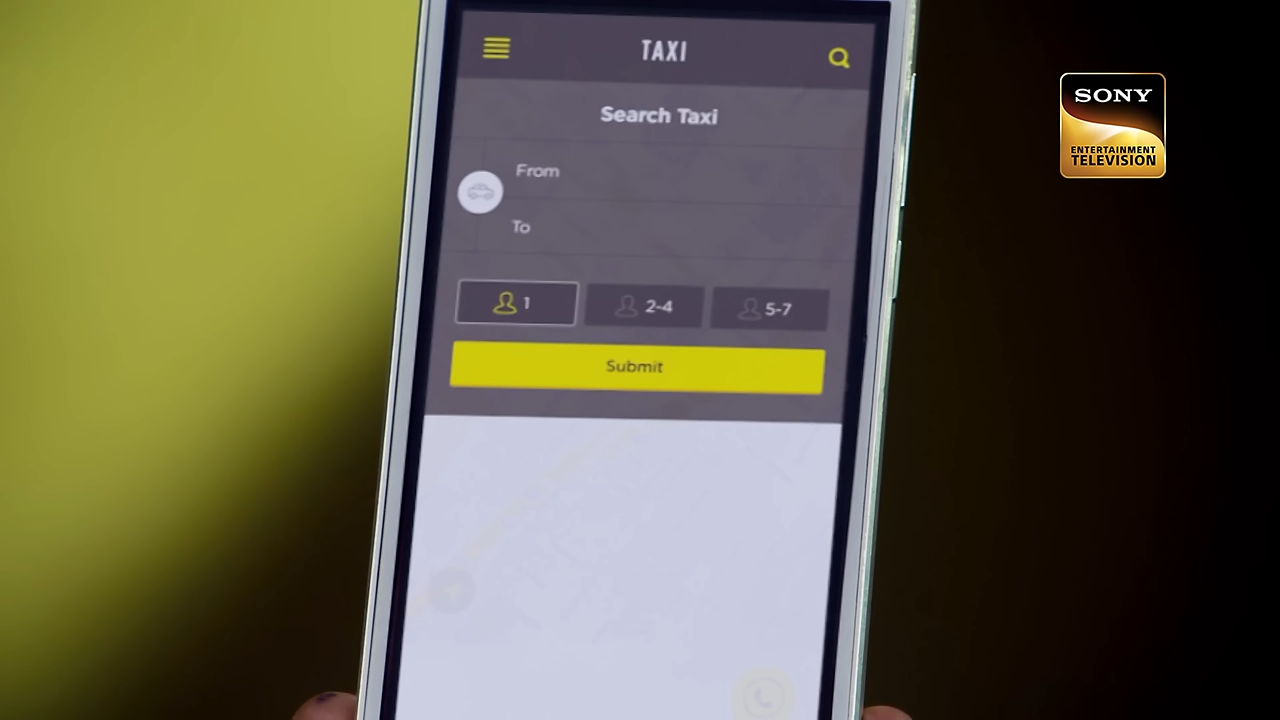 TAXI
Search Taxi
From
To
1
2-4
5-7
Submit
SONY
ENTERTAINMENT
TELEVISION